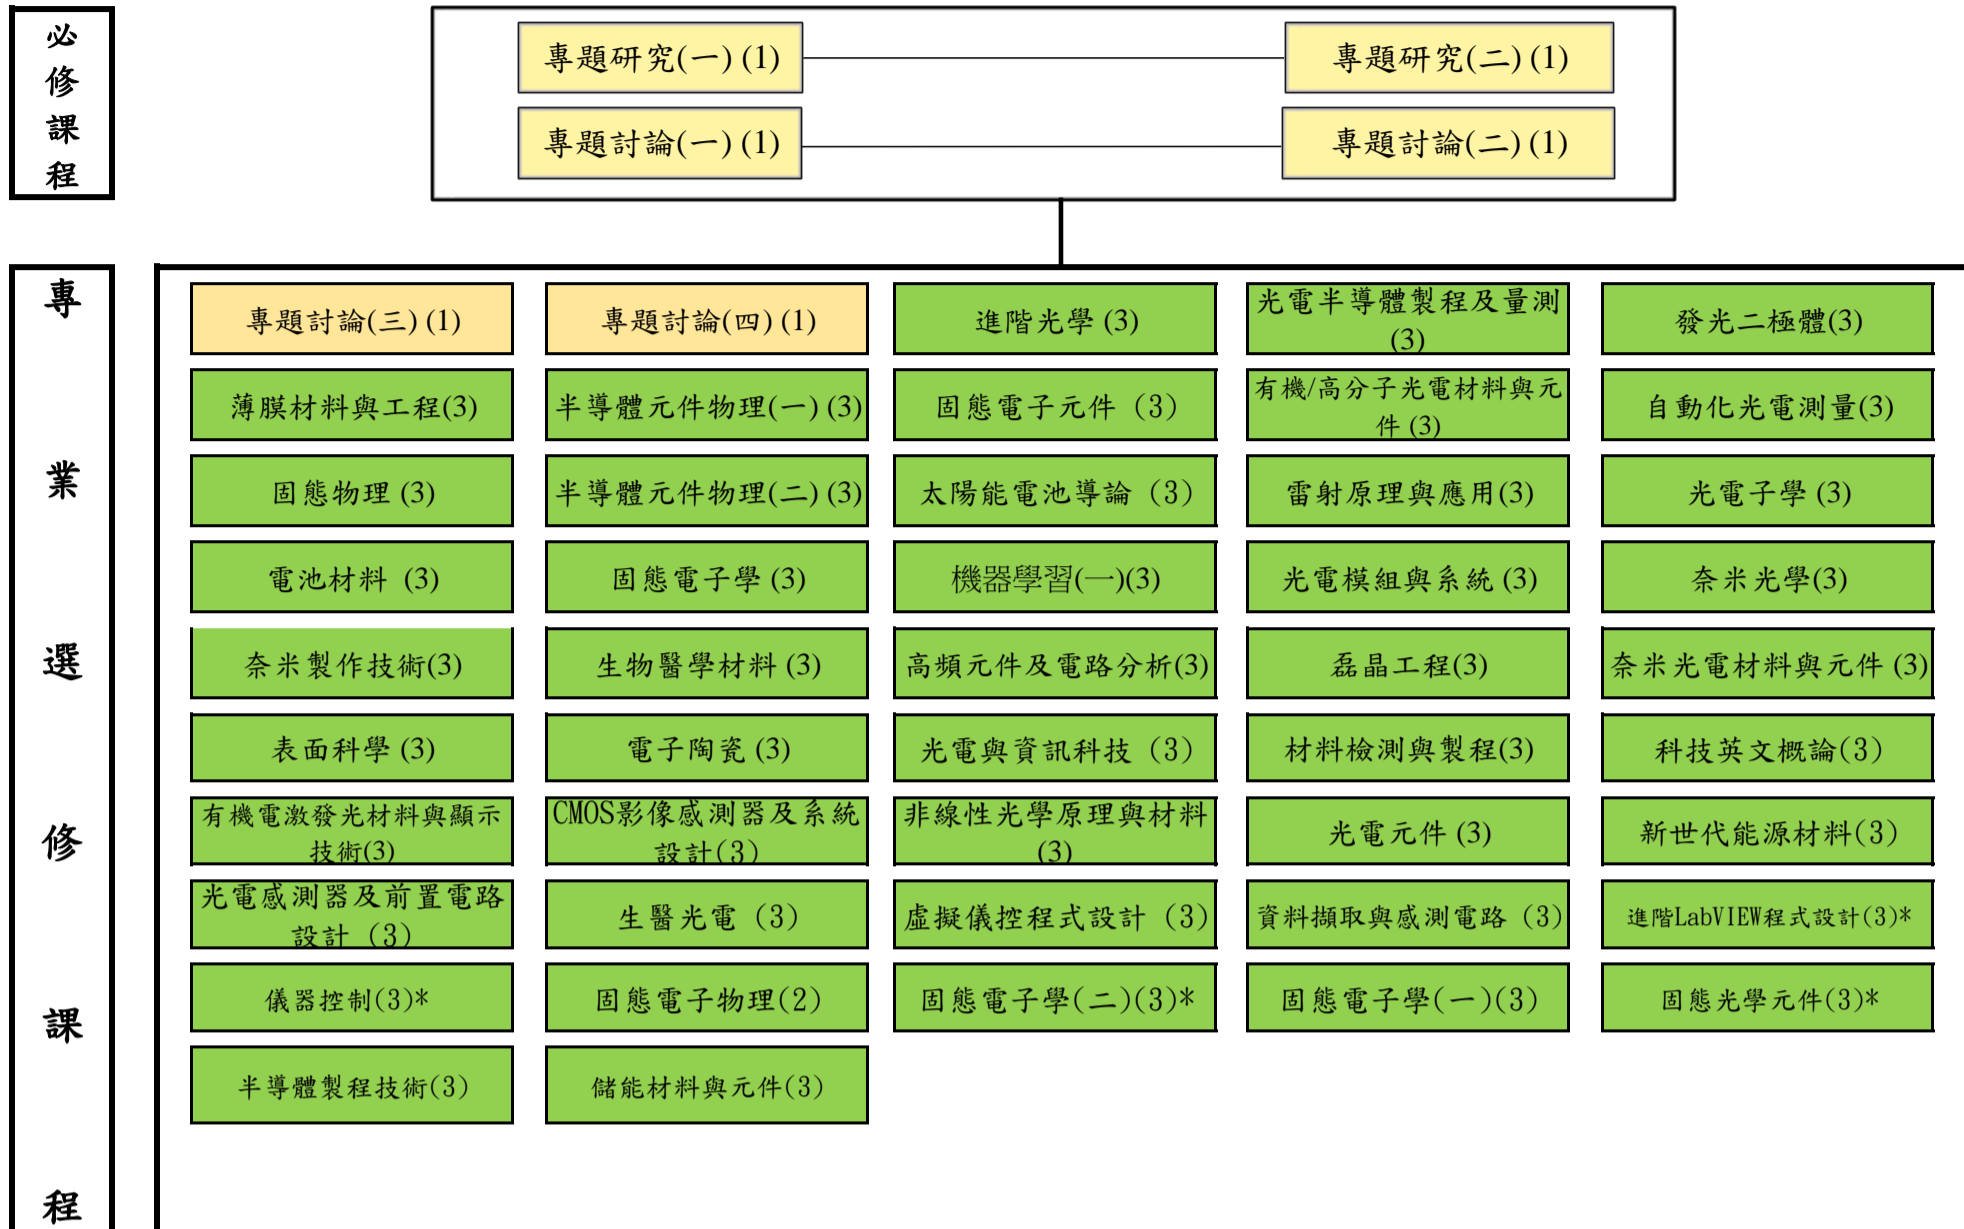 必
修
課
程
專題研究(一) (1)
專題研究(二) (1)
專題討論(一) (1)
專題討論(二) (1)
專
業
選
修
課
程
專題討論(三) (1)
專題討論(四) (1)
進階光學 (3)
光電半導體製程及量測
(3)
發光二極體(3)
薄膜材料與工程(3)
半導體元件物理(一) (3)
固態電子元件 (3)
有機/高分子光電材料與元
件 (3)
自動化光電測量(3)
固態物理 (3)
半導體元件物理(二) (3)
太陽能電池導論 (3)
雷射原理與應用(3)
光電子學 (3)
電池材料 (3)
固態電子學 (3)
機器學習(一)(3)
光電模組與系統 (3)
奈米光學(3)
奈米製作技術(3)
生物醫學材料 (3)
高頻元件及電路分析(3)
磊晶工程(3)
奈米光電材料與元件 (3)
表面科學 (3)
電子陶瓷 (3)
光電與資訊科技 (3)
材料檢測與製程(3)
科技英文概論(3)
有機電激發光材料與顯示
技術(3)
CMOS影像感測器及系統
設計(3)
非線性光學原理與材料
(3)
光電元件 (3)
新世代能源材料(3)
光電感測器及前置電路
設計 (3)
生醫光電 (3)
虛擬儀控程式設計 (3)
資料擷取與感測電路 (3)
進階LabVIEW程式設計(3)*
儀器控制(3)*
固態電子物理(2)
固態電子學(二)(3)*
固態電子學(一)(3)
固態光學元件(3)*
半導體製程技術(3)
儲能材料與元件(3)